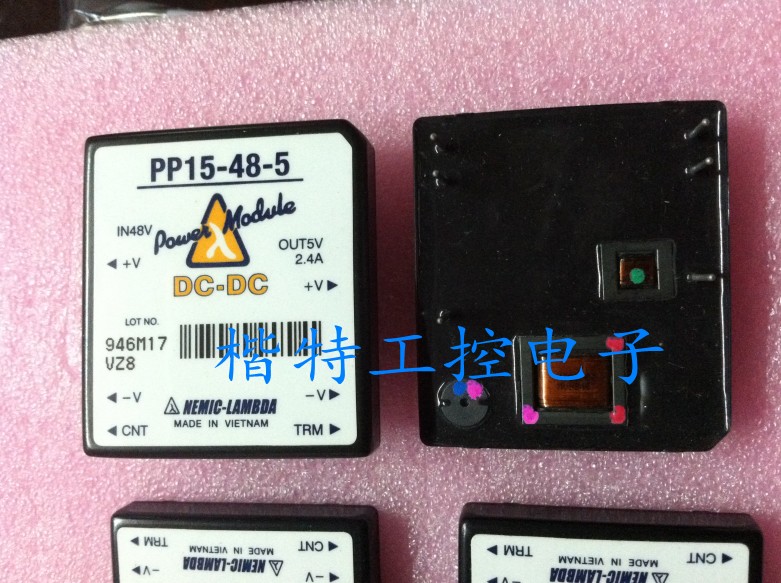 PP15-48-5
IN48V
Power Module
λ
OUT5V
2.4A
◄+V
DC-DC
+V►
LOT NO.
946M17
VZ8
楷特工控电子
◄-V
-V►
NEMIC-LAMBDA
◄CNT
MADE IN VIETNAM
TRM►
TRM►
MADE IN VIETNAM
◄CNT
-V►
NEMIC-LAMBDA
◄-V
◄CNT
MADE IN VIETNAM
TRM►
◄-V
NEMIC-LAMBDA
-V►